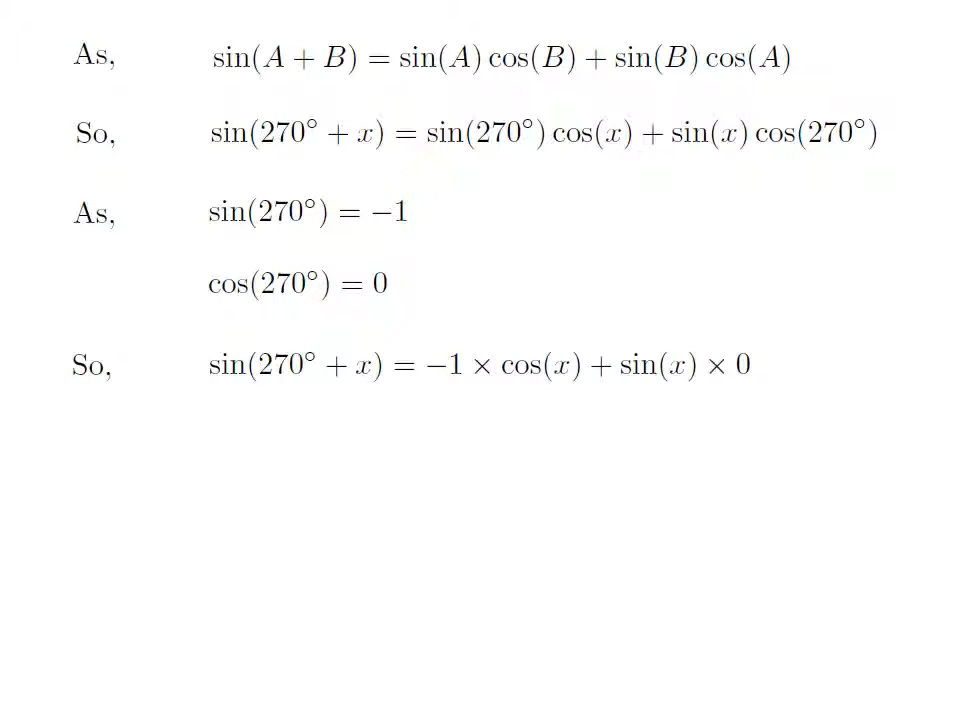 As, sin(A + B) = sin(A) cos(B) + sin(B) cos(A)
So, sin(270° + x) = sin(270°) cos(x) + sin(x) cos(270°)
As, sin(270°) = −1
cos(270°) = 0
So, sin(270° + x) = −1 × cos(x) + sin(x) × 0